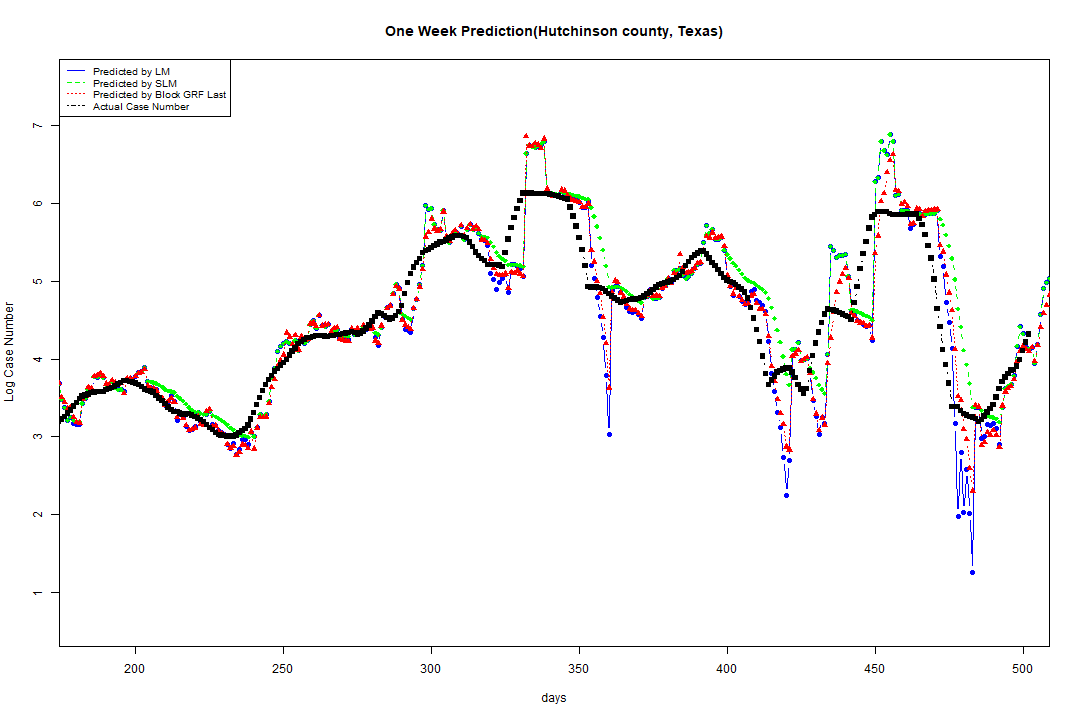 One Week Prediction(Hutchinson county, Texas)
Predicted by LM
Predicted by SLM
Predicted by Block GRF Last
Actual Case Number
Log Case Number
7
6
5
4
3
2
1
200 250 300 350 400 450 500
days